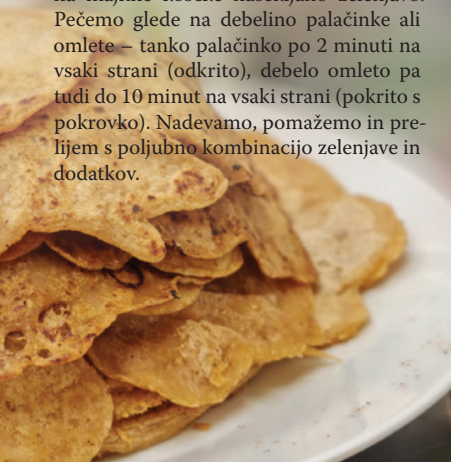 Pečemo glede na debelino palačinke ali
omlete – tanko palačinko po 2 minuti na
vsaki strani (odkrito), debelo omleto pa
tudi do 10 minut na vsaki strani (pokrito s
pokrovko). Nadevamo, pomažemo in pre-
lijem s poljubno kombinacijo zelenjave in
dodatkov.